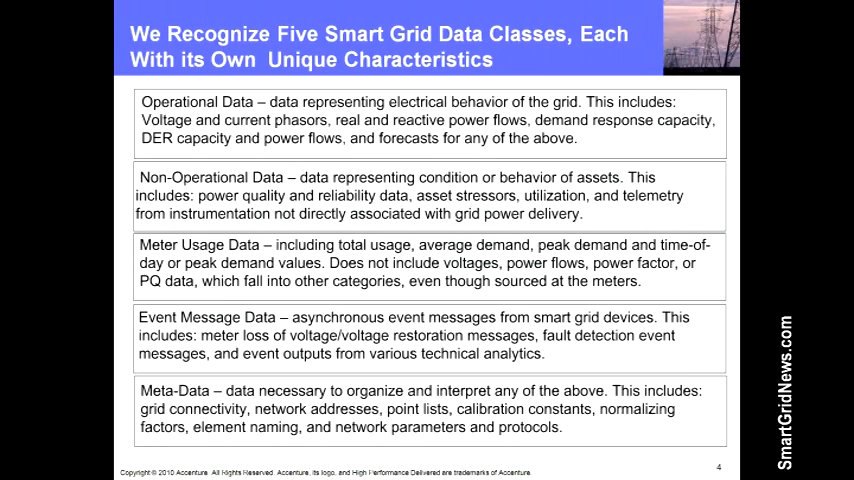 We Recognize Five Smart Grid Data Classes, Each
With its Own Unique Characteristics
Operational Data – data representing electrical behavior of the grid. This includes:
Voltage and current phasors, real and reactive power flows, demand response capacity,
DER capacity and power flows, and forecasts for any of the above.
Non-Operational Data – data representing condition or behavior of assets. This
includes: power quality and reliability data, asset stressors, utilization, and telemetry
from instrumentation not directly associated with grid power delivery.
Meter Usage Data – including total usage, average demand, peak demand and time-of-
day or peak demand values. Does not include voltages, power flows, power factor, or
PQ data, which fall into other categories, even though sourced at the meters.
Event Message Data – asynchronous event messages from smart grid devices. This
includes: meter loss of voltage/voltage restoration messages, fault detection event
messages, and event outputs from various technical analytics.
Meta-Data – data necessary to organize and interpret any of the above. This includes:
grid connectivity, network addresses, point lists, calibration constants, normalizing
factors, element naming, and network parameters and protocols.
Copyright © 2010 Accenture All Rights Reserved. Accenture, its logo, and High Performance Delivered are trademarks of Accenture.
4
SmartGridNews.com